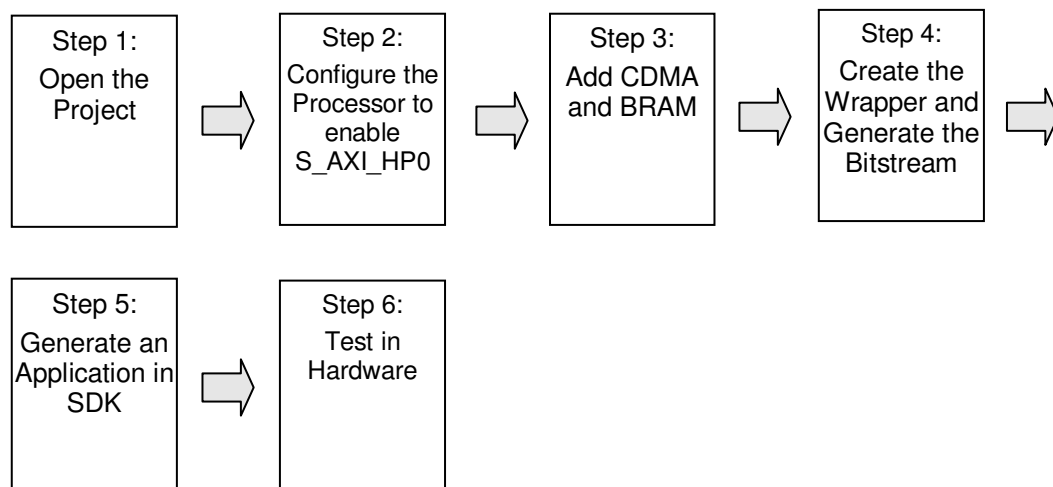 Step 1:
Open the
Project
Step 2:
Configure the
Processor to
enable
S_AXI_HP0
Step 3:
Add CDMA
and BRAM
Step 4:
Create the
Wrapper and
Generate the
Bitstream
Step 5:
Generate an
Application in
SDK
Step 6:
Test in
Hardware